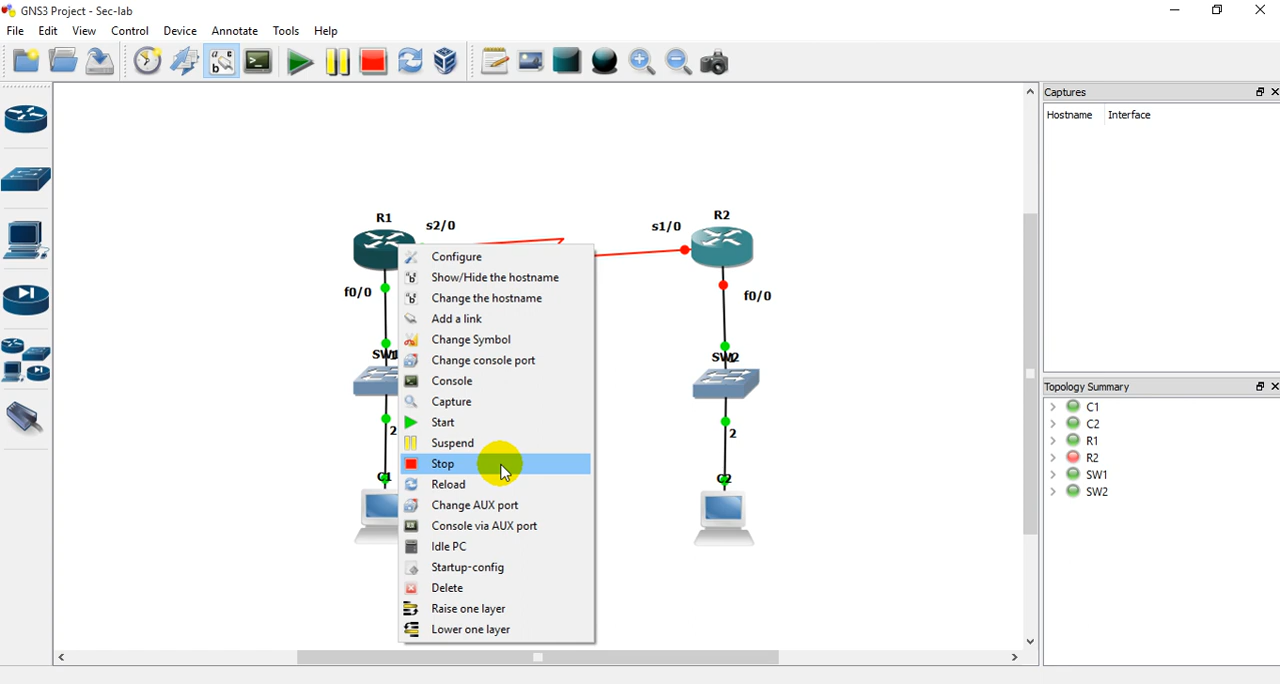 GNS3 Project - Sec-lab
File Edit View Control Device Annotate Tools Help
Captures
Hostname Interface
R1
s2/0
s1/0
R2
f0/0
f0/0
SW1
SW2
2
2
C1
C2
Configure
Show/Hide the hostname
Change the hostname
Add a link
Change Symbol
Change console port
Console
Capture
Start
Suspend
Stop
Reload
Change AUX port
Console via AUX port
Idle PC
Startup-config
Delete
Raise one layer
Lower one layer
Topology Summary
C1
C2
R1
R2
SW1
SW2